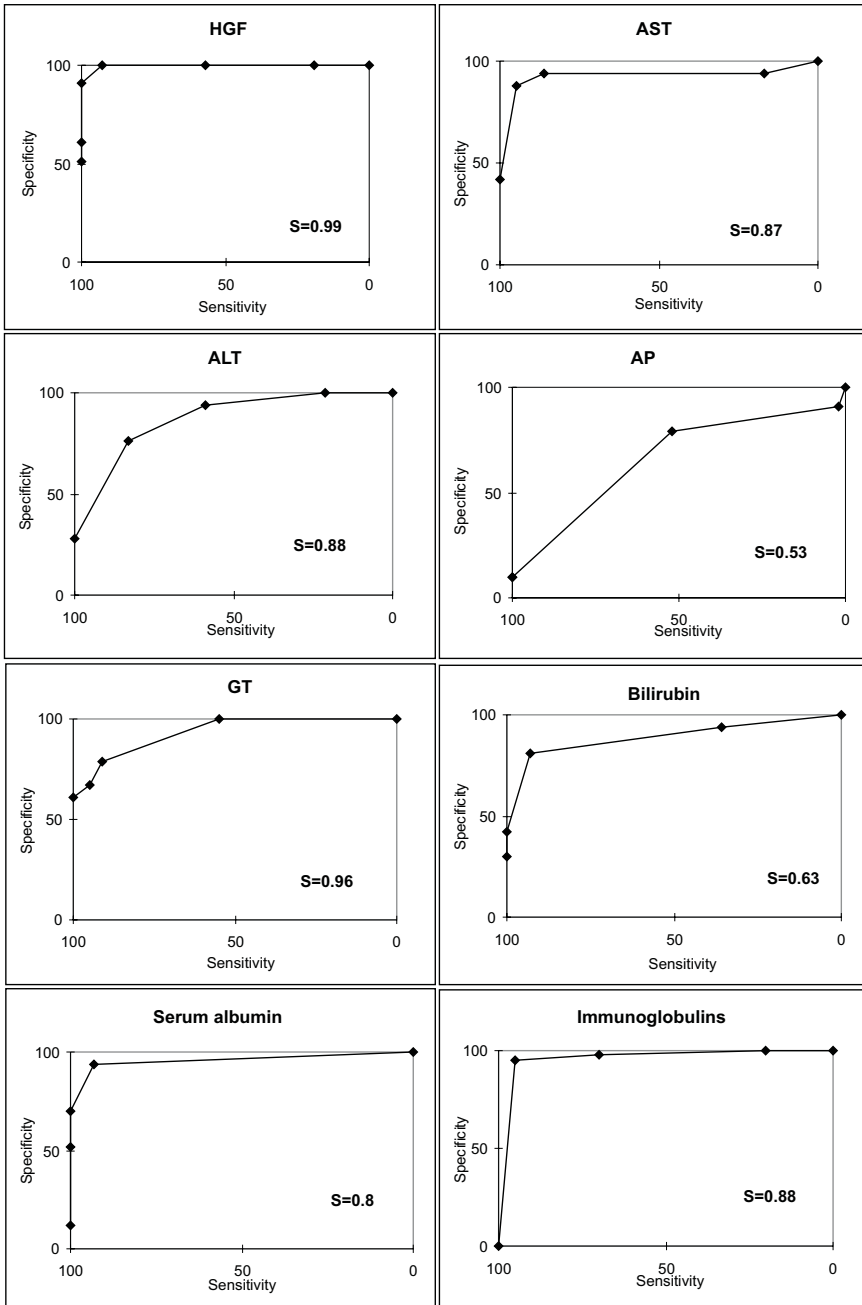 HGF
100
50
0
Specificity
S=0.99
100
50
0
Sensitivity
AST
100
50
0
Specificity
S=0.87
100
50
0
Sensitivity
ALT
100
50
0
Specificity
S=0.88
100
50
0
Sensitivity
AP
100
50
0
Specificity
S=0.53
100
50
0
Sensitivity
GT
100
50
0
Specificity
S=0.96
100
50
0
Sensitivity
Bilirubin
100
50
0
Specificity
S=0.63
100
50
0
Sensitivity
Serum albumin
100
50
0
Specificity
S=0.8
100
50
0
Sensitivity
Immunoglobulins
100
50
0
Specificity
S=0.88
100
50
0
Sensitivity